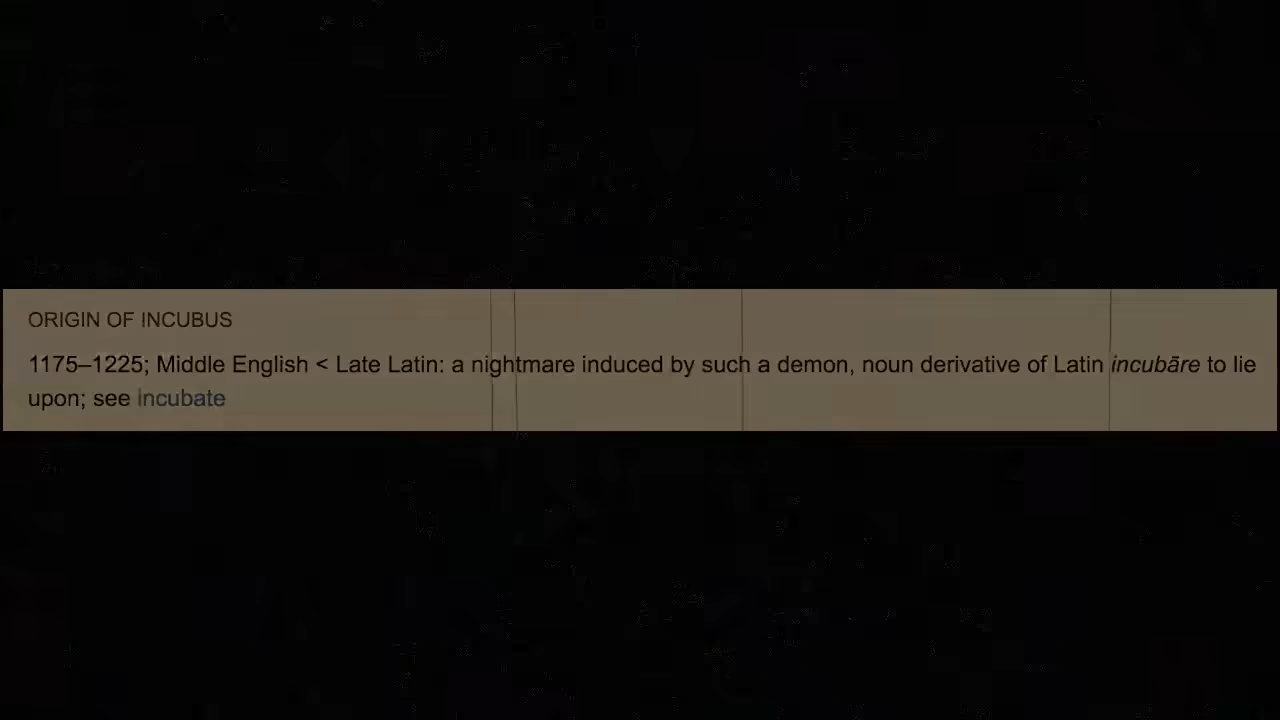 ORIGIN OF INCUBUS
1175–1225; Middle English < Late Latin: a nightmare induced by such a demon, noun derivative of Latin incubāre to lie
upon; see incubate